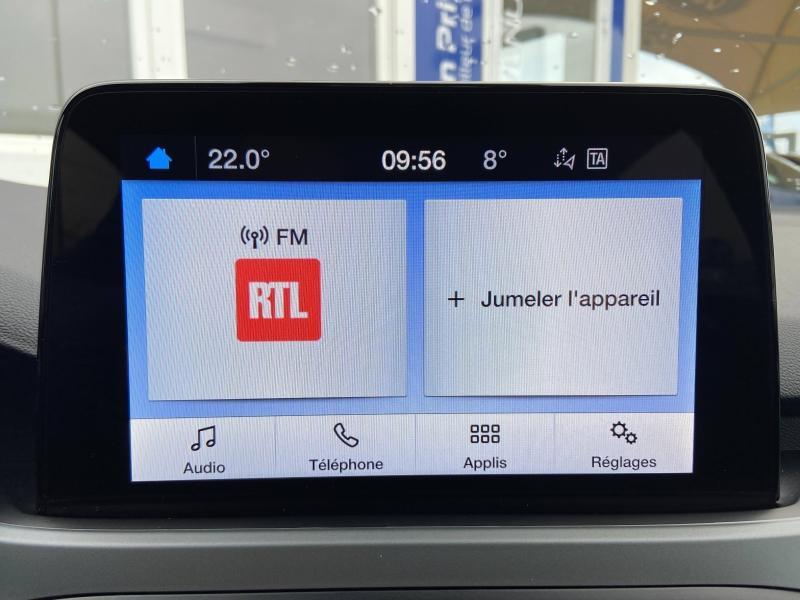 22.0° 09:56 8° TA
FM
RTL
+ Jumeler l'appareil
Audio Téléphone Applis Réglages